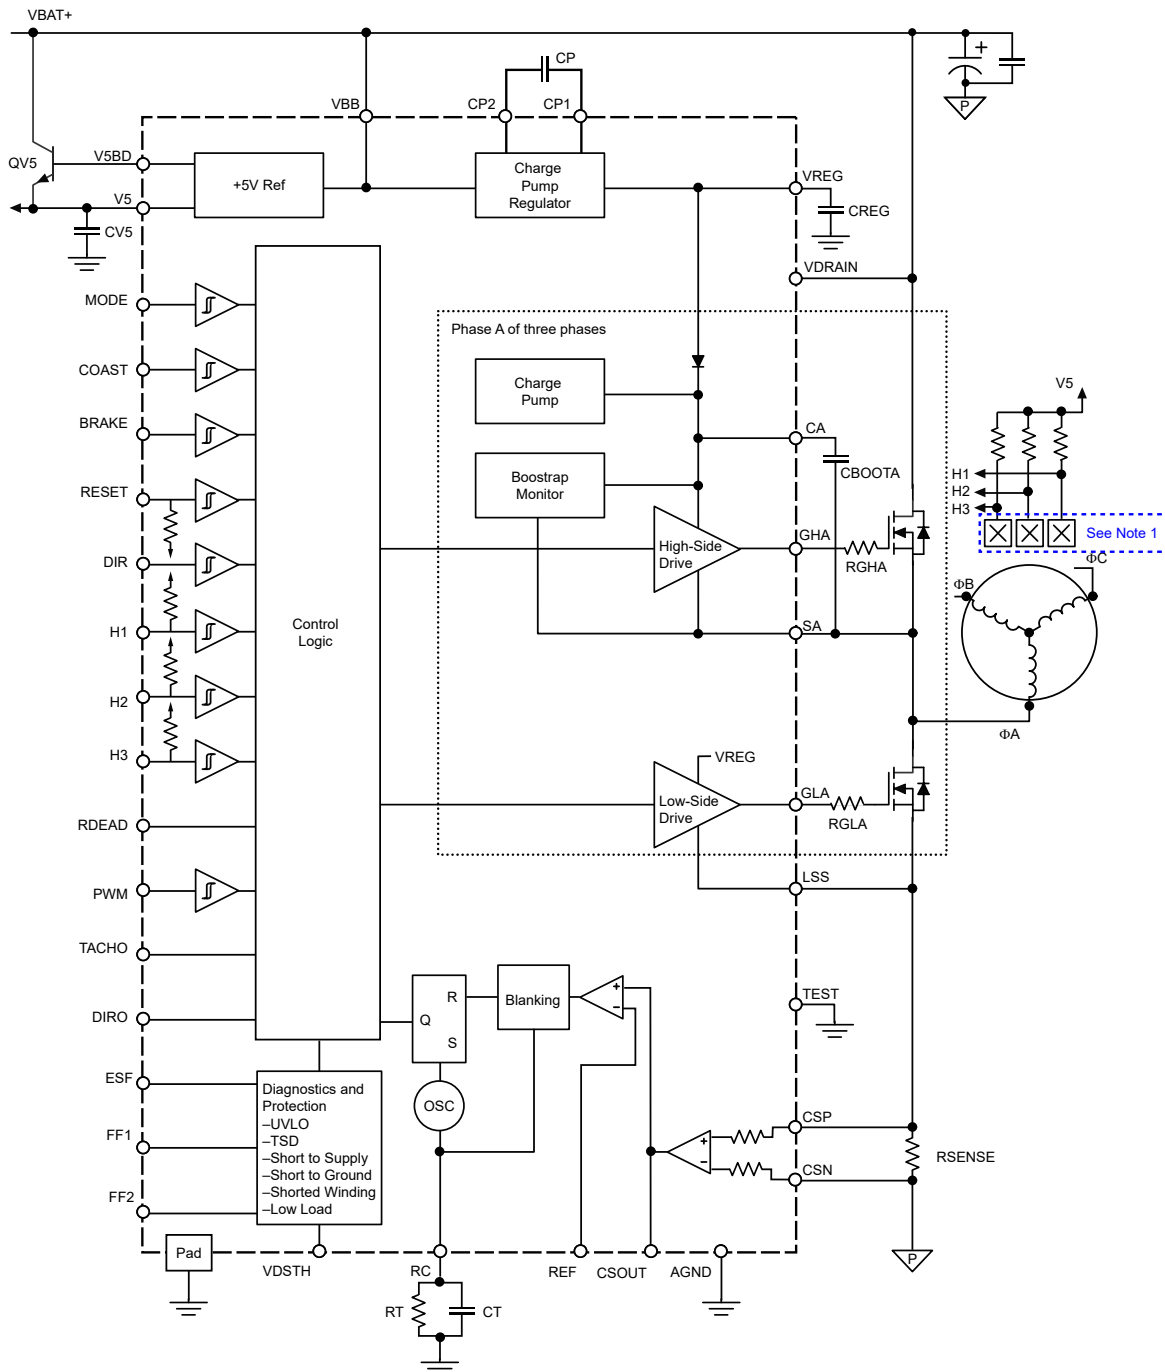 VBAT+
CP
VBB
CP2
CP1
QV5
V5BD
+5V Ref
Charge
Pump
Regulator
V5
VREG
CV5
CREG
VDRAIN
MODE
Phase A of three phases
COAST
Charge
Pump
V5
BRAKE
CA
CBOOTA
Boostrap
Monitor
H1
H2
H3
RESET
See Note 1
GHA
High-Side
Drive
RGHA
DIR
ΦC
ΦB
Control
Logic
H1
SA
H2
ΦA
H3
VREG
GLA
Low-Side
Drive
RGLA
RDEAD
LSS
PWM
TACHO
TEST
R
Blanking
+
–
Q
S
DIRO
ESF
Diagnostics and
Protection
–UVLO
–TSD
–Short to Supply
–Short to Ground
–Shorted Winding
–Low Load
OSC
CSP
FF1
+
–
RSENSE
CSN
FF2
Pad
VDSTH
RC
REF
CSOUT
AGND
RT
CT
+
P
P